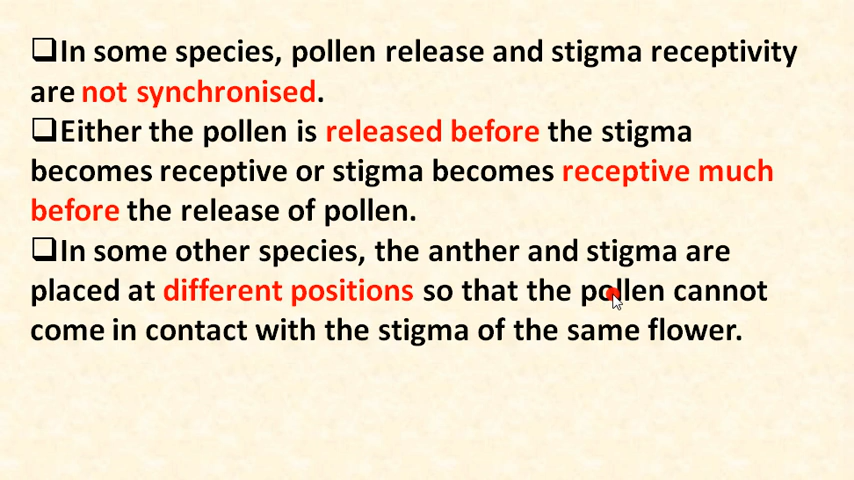 ❑In some species, pollen release and stigma receptivity
are not synchronised.
❑Either the pollen is released before the stigma
becomes receptive or stigma becomes receptive much
before the release of pollen.
❑In some other species, the anther and stigma are
placed at different positions so that the pollen cannot
come in contact with the stigma of the same flower.